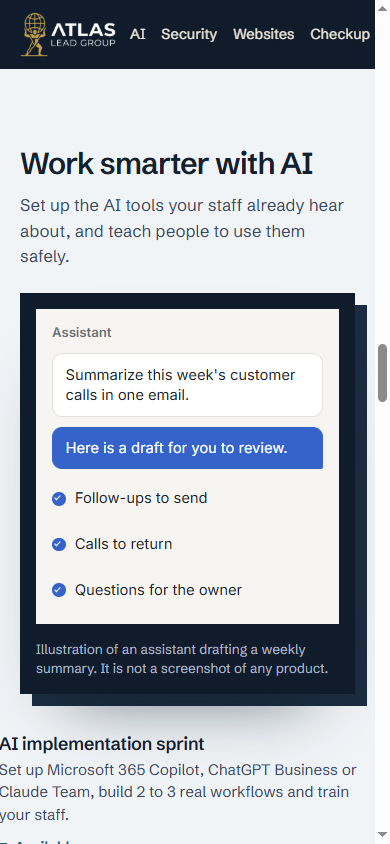 ATLAS
LEAD GROUP
AI Security Websites Checkup
Work smarter with AI
Set up the AI tools your staff already hear
about, and teach people to use them
safely.
Assistant
Summarize this week's customer
calls in one email.
Here is a draft for you to review.
Follow-ups to send
Calls to return
Questions for the owner
Illustration of an assistant drafting a weekly
summary. It is not a screenshot of any product.
AI implementation sprint
Set up Microsoft 365 Copilot, ChatGPT Business or
Claude Team, build 2 to 3 real workflows and train
your staff.